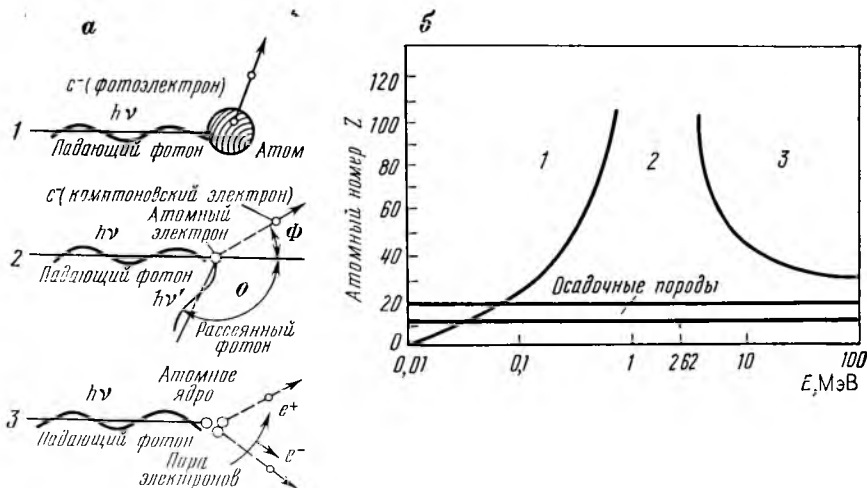 а
1
с⁻(фотоэлектрон)
hν
Падающий фотон
Атом
2
с⁻(комптоновский электрон)
Атомный
электрон
hν
Падающий фотон
Ф
θ
hν'
Рассеянный
фотон
3
hν
Атомное
ядро
Падающий фотон
e⁺
e⁻
Пара
электронов
б
Атомный номер Z
120
100
80
60
40
20
0
1
2
3
Осадочные породы
0,01
0,1
1
2 62
10
100
E, МэВ